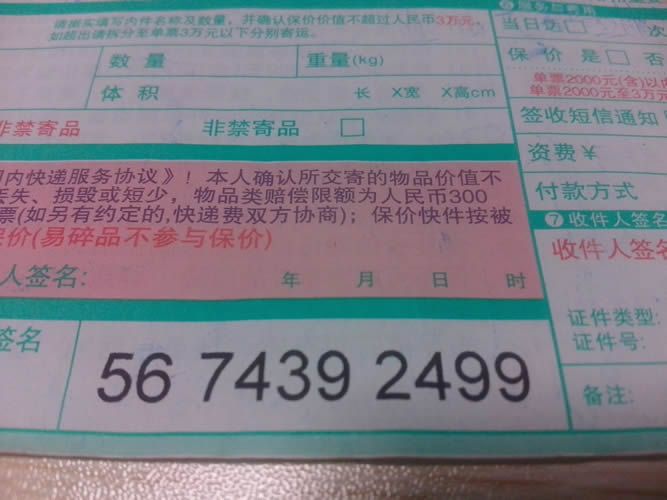 请据实填写内件名称及数量，并确认保价价值不超过人民币3万元，
如超出请拆分至单票3万元以下分别寄运。
数量
重量(kg)
体积
长 X宽 X高cm
非禁寄品
非禁寄品 □
内快递服务协议》！本人确认所交寄的物品价值不
丢失、损毁或短少，物品类赔偿限额为人民币300
票(如另有约定的,快递费双方协商)；保价快件按被
保价(易碎品不参与保价)
人签名:
年 月 日 时
签名
56 7439 2499
当日达□ 次
保价 是□ 否
单票2000元(含)以
单票2000元至3万元
签收短信通知
资费￥
付款方式
❼收件人签名
收件人签名
证件类型:
证件号:
备注: